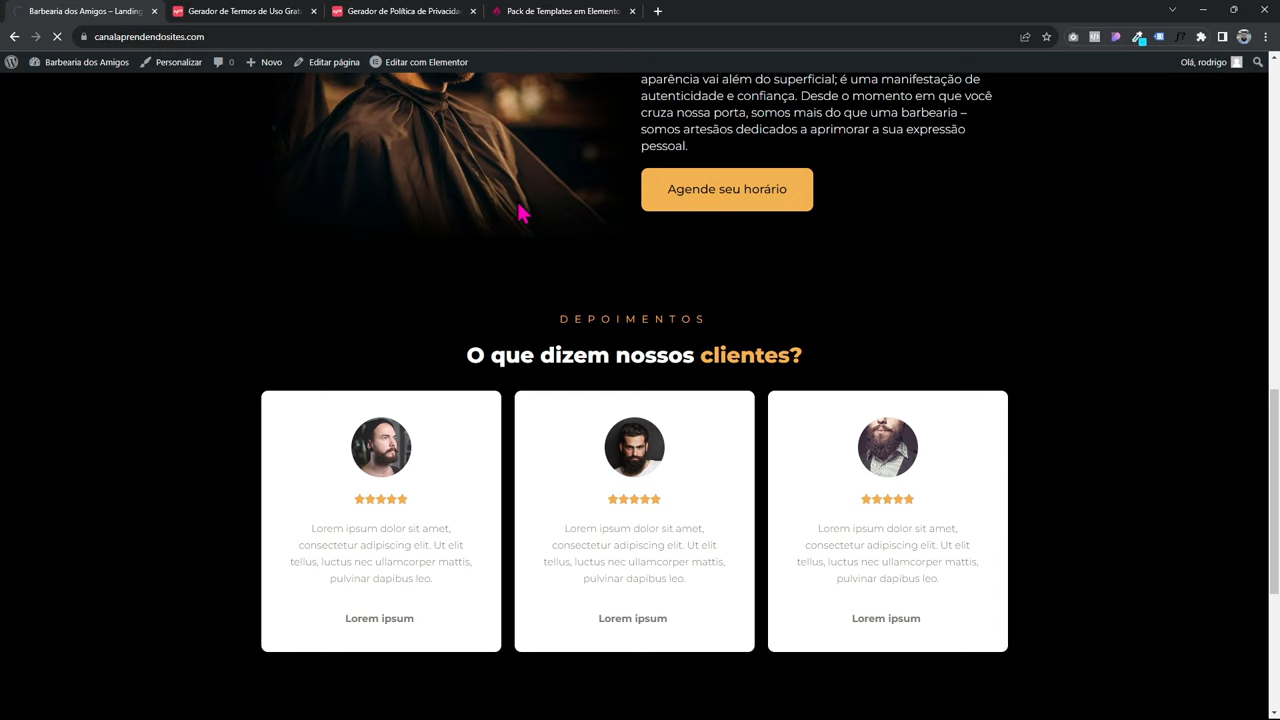 Barbearia dos Amigos – Landing
Gerador de Termos de Uso Grat
Gerador de Política de Privacidad
Pack de Templates em Elemento
canalaprendendosites.com
Barbearia dos Amigos
Personalizar
0
Novo
Editar página
Editar com Elementor
Olá, rodrigo
aparência vai além do superficial; é uma manifestação de
autenticidade e confiança. Desde o momento em que você
cruza nossa porta, somos mais do que uma barbearia –
somos artesãos dedicados a aprimorar a sua expressão
pessoal.
Agende seu horário
DEPOIMENTOS
O que dizem nossos clientes?
Lorem ipsum dolor sit amet,
consectetur adipiscing elit. Ut elit
tellus, luctus nec ullamcorper mattis,
pulvinar dapibus leo.
Lorem ipsum
Lorem ipsum dolor sit amet,
consectetur adipiscing elit. Ut elit
tellus, luctus nec ullamcorper mattis,
pulvinar dapibus leo.
Lorem ipsum
Lorem ipsum dolor sit amet,
consectetur adipiscing elit. Ut elit
tellus, luctus nec ullamcorper mattis,
pulvinar dapibus leo.
Lorem ipsum